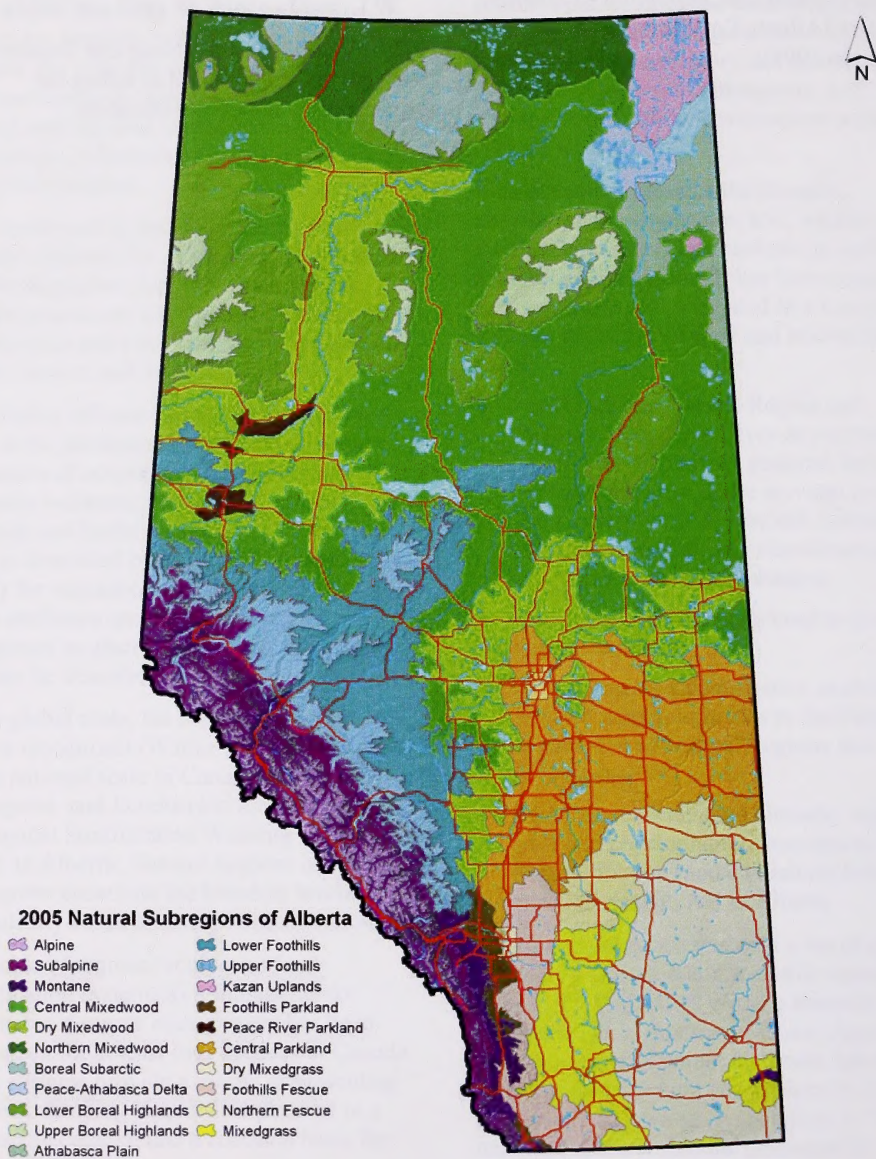 N
2005 Natural Subregions of Alberta
Alpine
Subalpine
Montane
Central Mixedwood
Dry Mixedwood
Northern Mixedwood
Boreal Subarctic
Peace-Athabasca Delta
Lower Boreal Highlands
Upper Boreal Highlands
Athabasca Plain
Lower Foothills
Upper Foothills
Kazan Uplands
Foothills Parkland
Peace River Parkland
Central Parkland
Dry Mixedgrass
Foothills Fescue
Northern Fescue
Mixedgrass